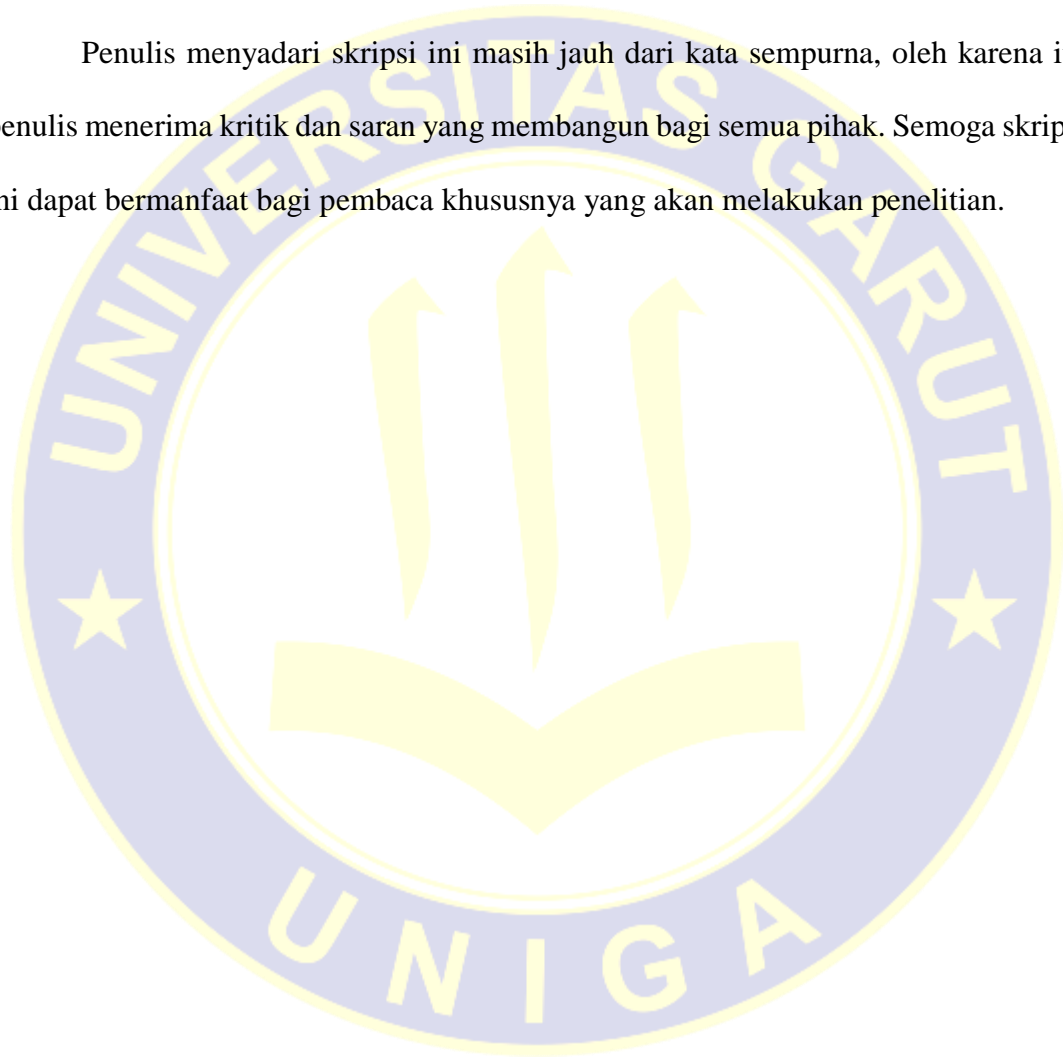 Penulis menyadari skripsi ini masih jauh dari kata sempurna, oleh karena i
penulis menerima kritik dan saran yang membangun bagi semua pihak. Semoga skrip
ni dapat bermanfaat bagi pembaca khususnya yang akan melakukan penelitian.
UNIVERSITAS GARUT
UNIGA